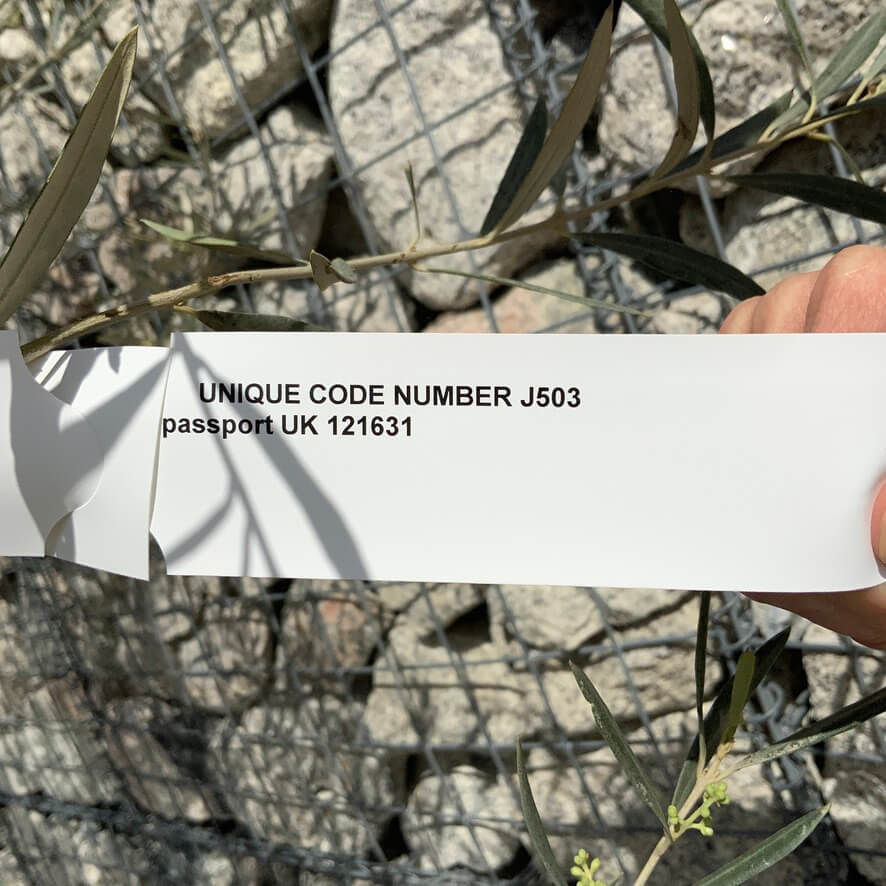 UNIQUE CODE NUMBER J503
passport UK 121631